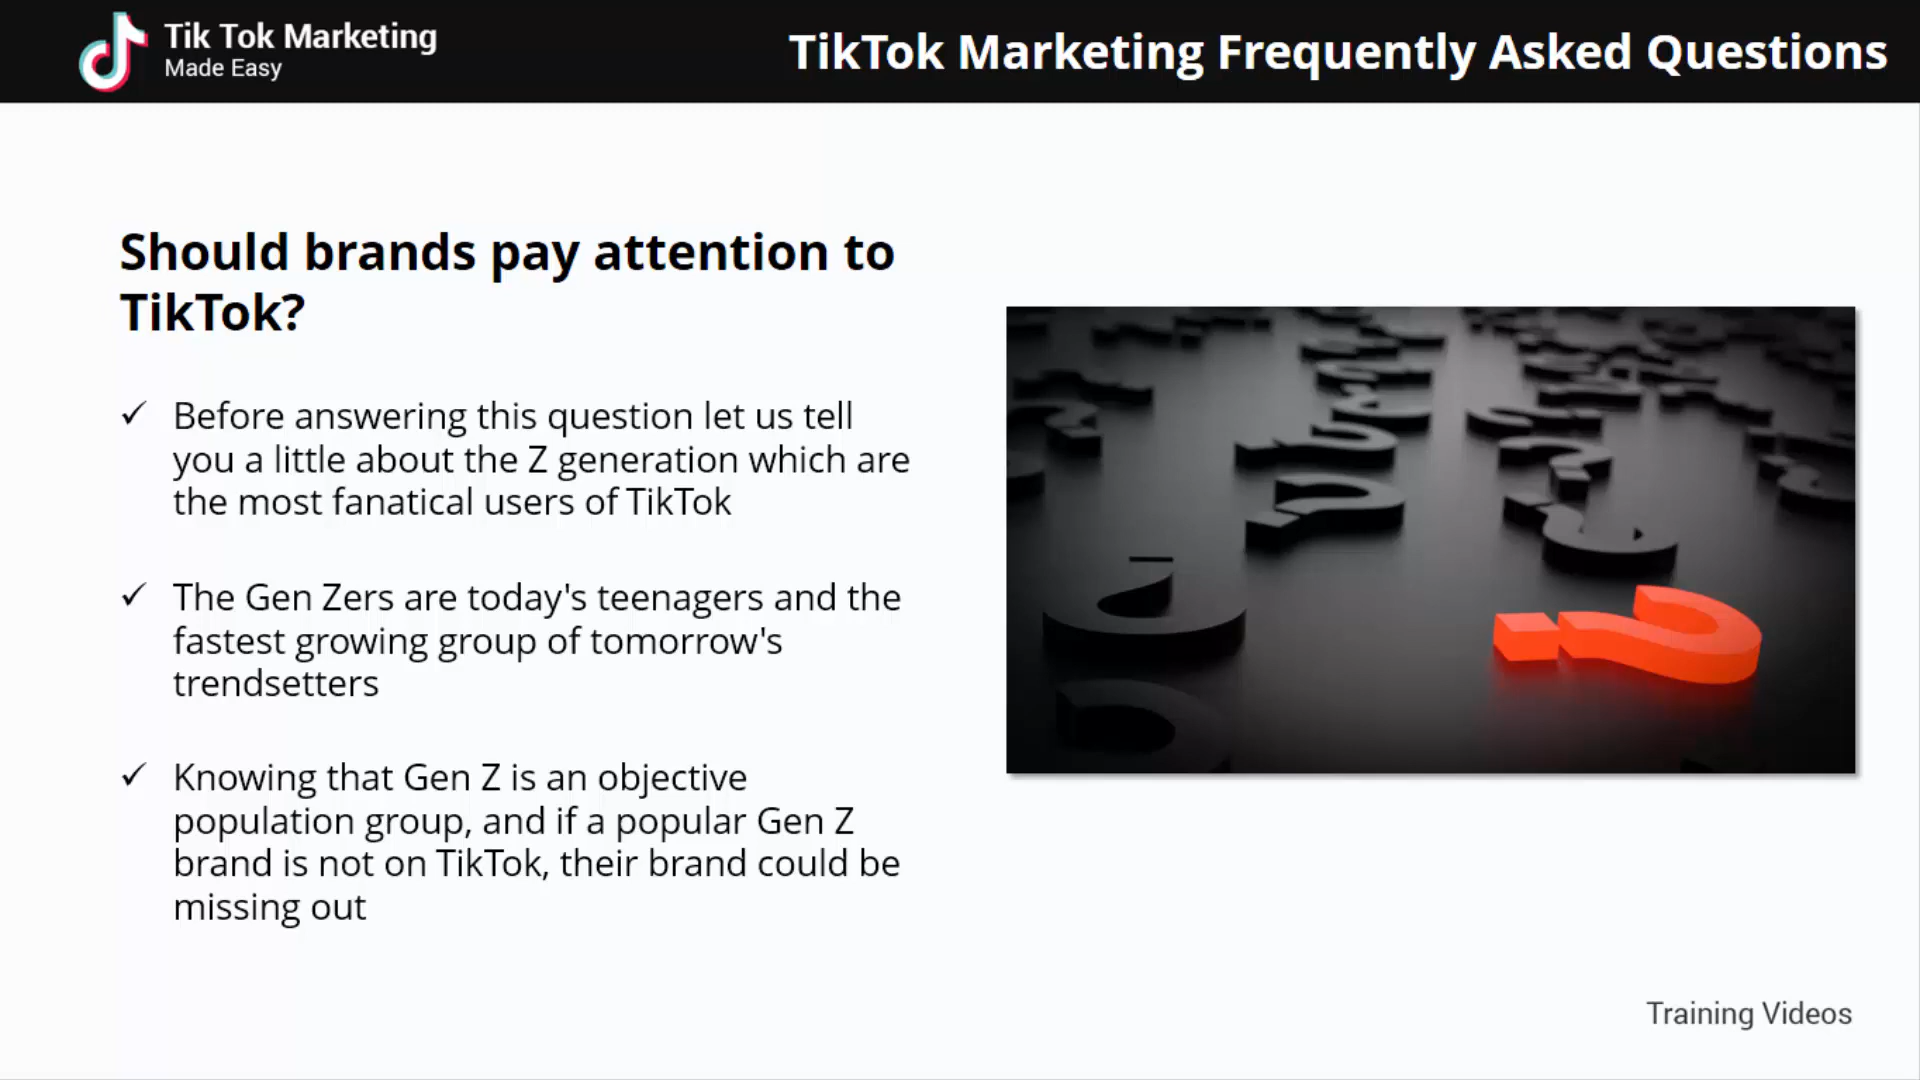 Tik Tok Marketing
Made Easy
TikTok Marketing Frequently Asked Questions
Should brands pay attention to
TikTok?
✓ Before answering this question let us tell
you a little about the Z generation which are
the most fanatical users of TikTok
✓ The Gen Zers are today's teenagers and the
fastest growing group of tomorrow's
trendsetters
✓ Knowing that Gen Z is an objective
population group, and if a popular Gen Z
brand is not on TikTok, their brand could be
missing out
Training Videos